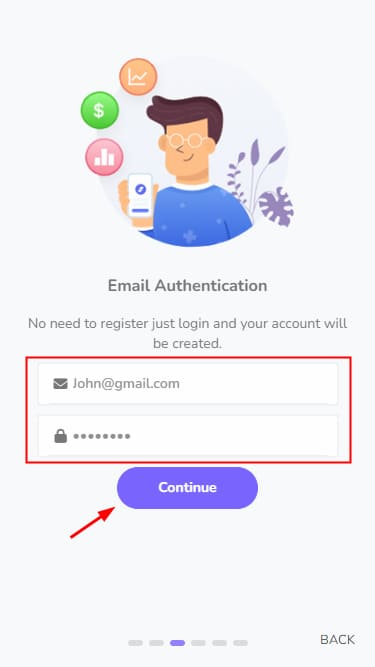 $
Email Authentication
No need to register just login and your account will
be created.
John@gmail.com
••••••••
Continue
BACK